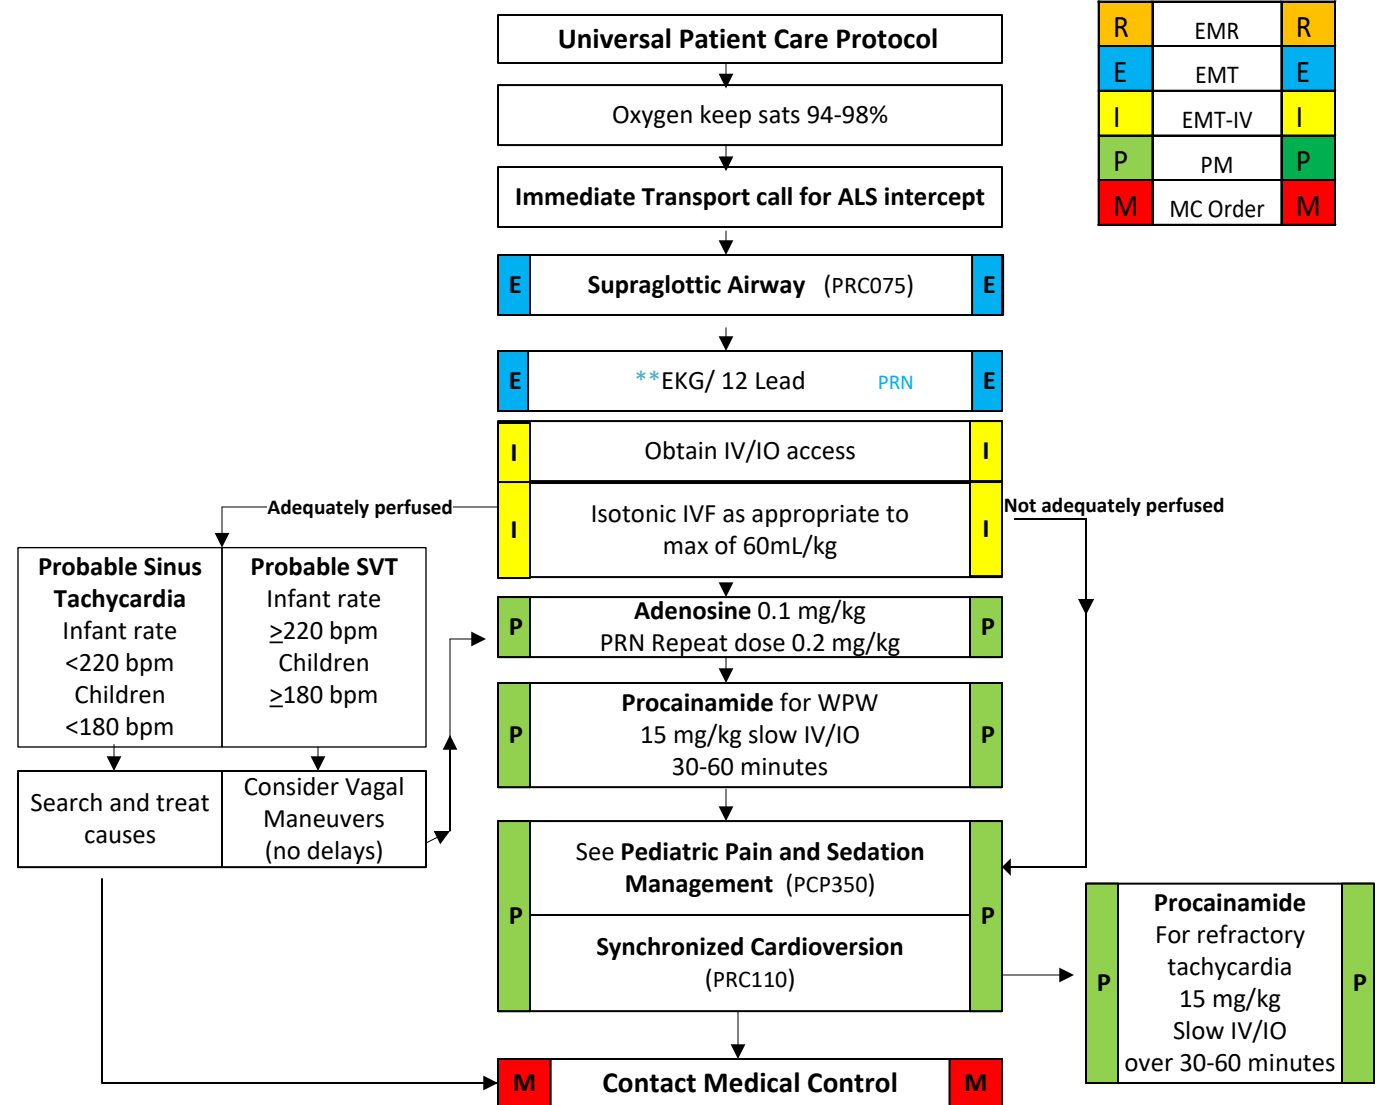 Universal Patient Care Protocol
R EMR R
E EMT E
I EMT-IV I
P PM P
M MC Order M
Oxygen keep sats 94-98%
Immediate Transport call for ALS intercept
E Supraglottic Airway (PRC075) E
E **EKG/ 12 Lead PRN E
I Obtain IV/IO access I
Adequately perfused
Not adequately perfused
I Isotonic IVF as appropriate to I
max of 60mL/kg
Probable Sinus
Tachycardia
Infant rate
<220 bpm
Children
<180 bpm
Probable SVT
Infant rate
≥220 bpm
Children
≥180 bpm
Search and treat
causes
Consider Vagal
Maneuvers
(no delays)
P Adenosine 0.1 mg/kg P
PRN Repeat dose 0.2 mg/kg
Procainamide for WPW
P 15 mg/kg slow IV/IO P
30-60 minutes
See Pediatric Pain and Sedation
Management (PCP350)
P P
Synchronized Cardioversion
(PRC110)
Procainamide
For refractory
tachycardia
P 15 mg/kg P
Slow IV/IO
over 30-60 minutes
M Contact Medical Control M